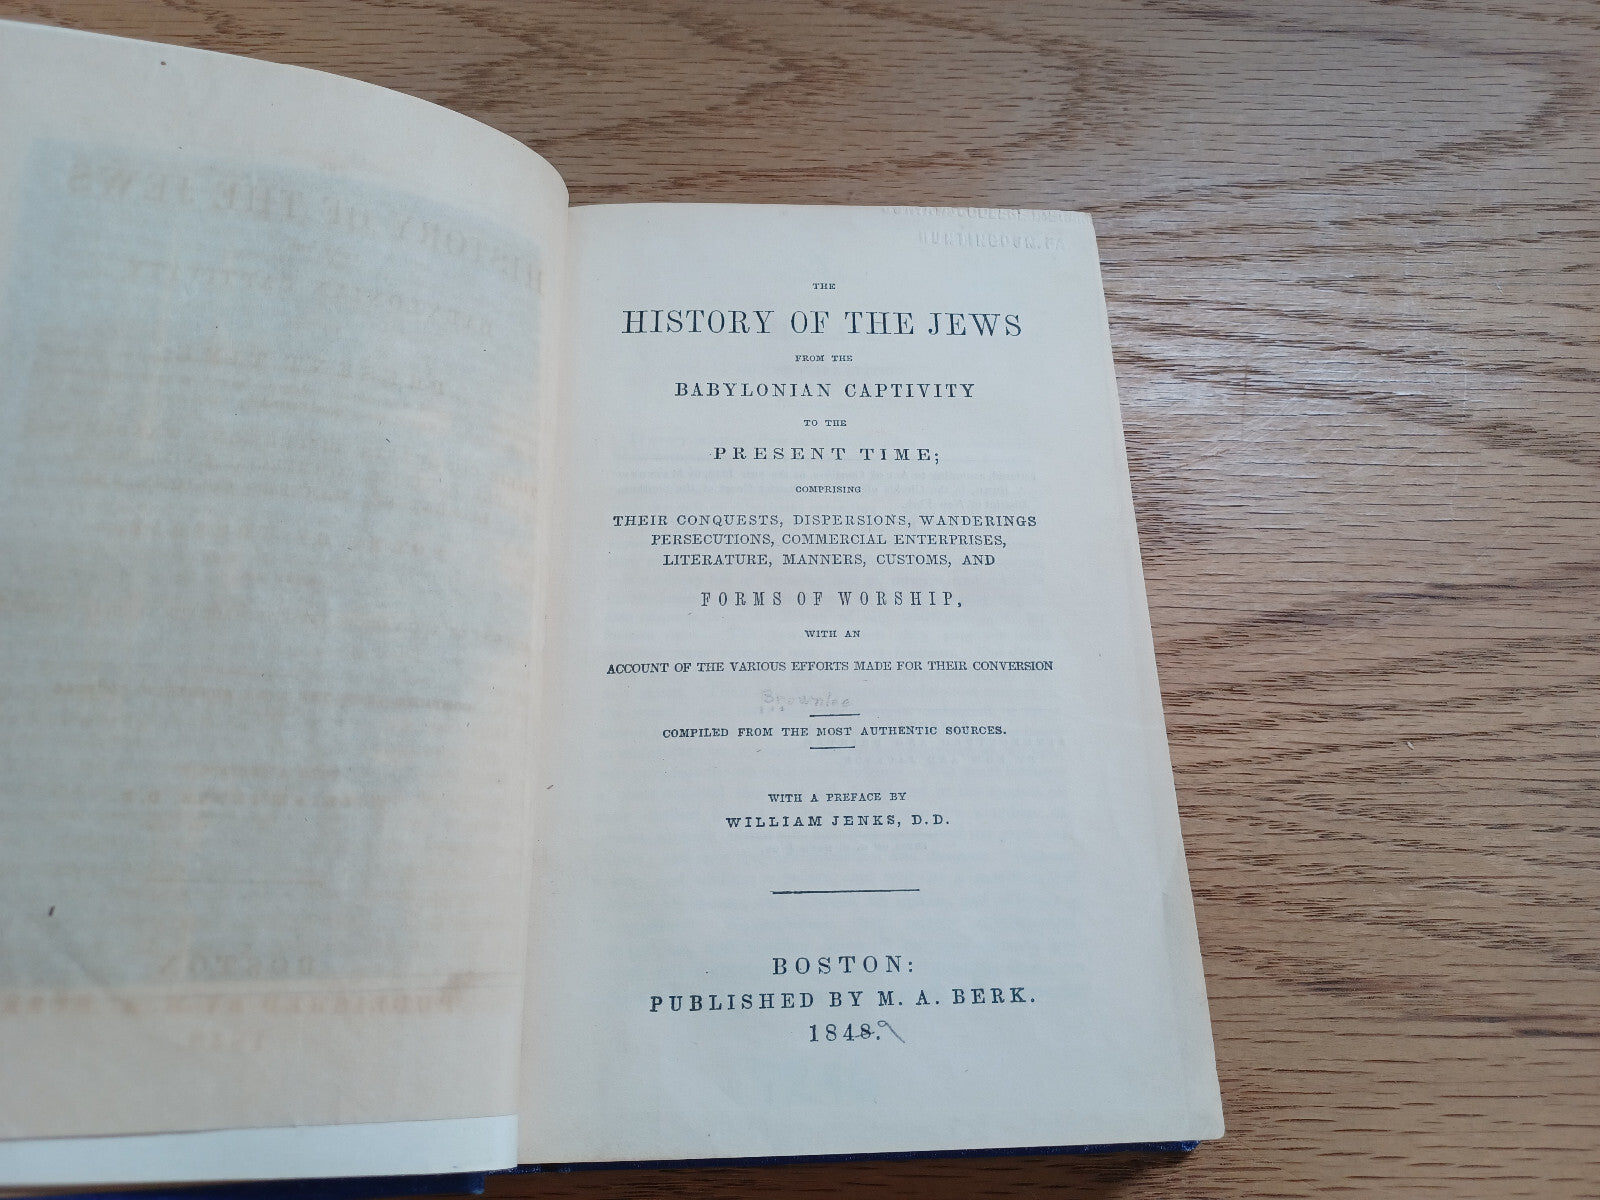 HUNTINGDON, PA
THE
HISTORY OF THE JEWS
FROM THE
BABYLONIAN CAPTIVITY
TO THE
PRESENT TIME;
COMPRISING
THEIR CONQUESTS, DISPERSIONS, WANDERINGS
PERSECUTIONS, COMMERCIAL ENTERPRISES,
LITERATURE, MANNERS, CUSTOMS, AND
FORMS OF WORSHIP,
WITH AN
ACCOUNT OF THE VARIOUS EFFORTS MADE FOR THEIR CONVERSION
Brownlee
COMPILED FROM THE MOST AUTHENTIC SOURCES.
WITH A PREFACE BY
WILLIAM JENKS, D.D.
BOSTON:
PUBLISHED BY M. A. BERK.
1848.9